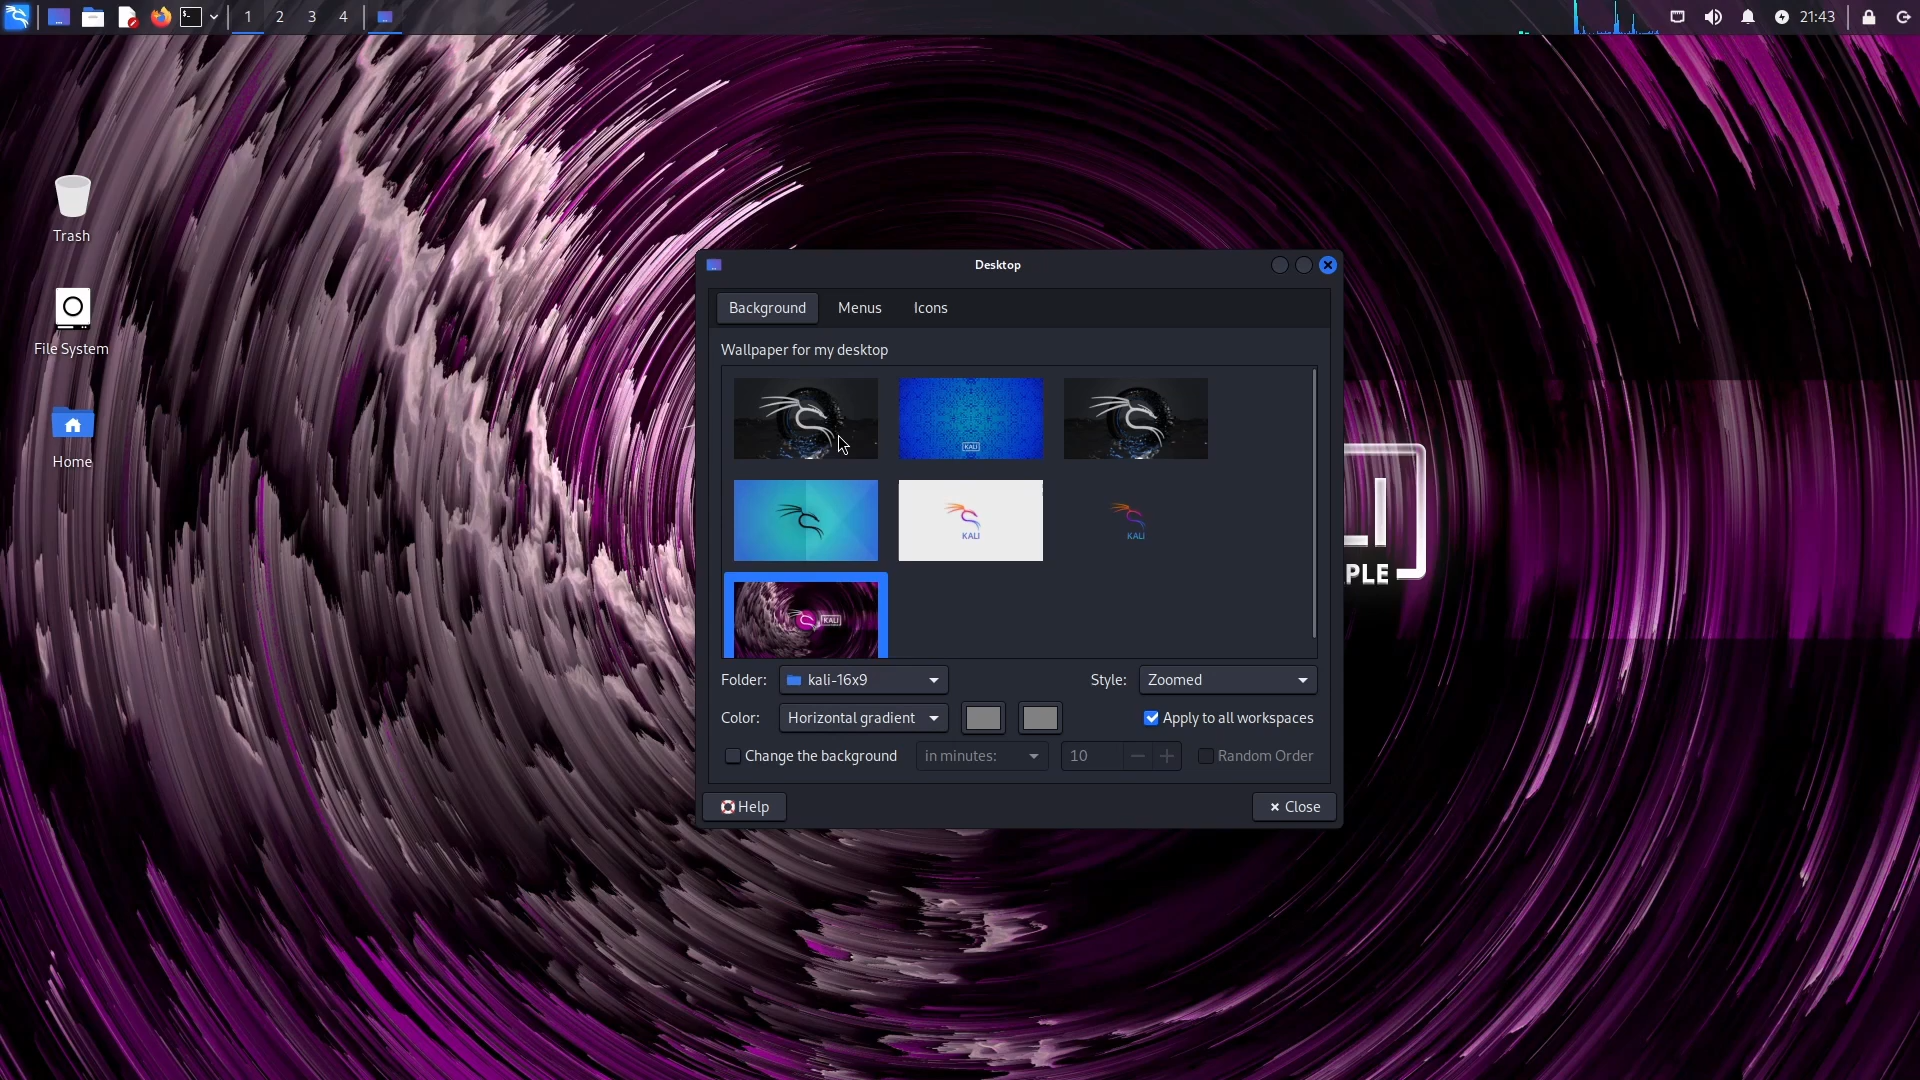 1 2 3 4
21:43
Trash
File System
Home
Desktop
Background Menus Icons
Wallpaper for my desktop
KALI
KALI KALI
KALI
Folder: kali-16x9 Style: Zoomed
Color: Horizontal gradient Apply to all workspaces
Change the background in minutes: 10 Random Order
Help Close
LI
PLE